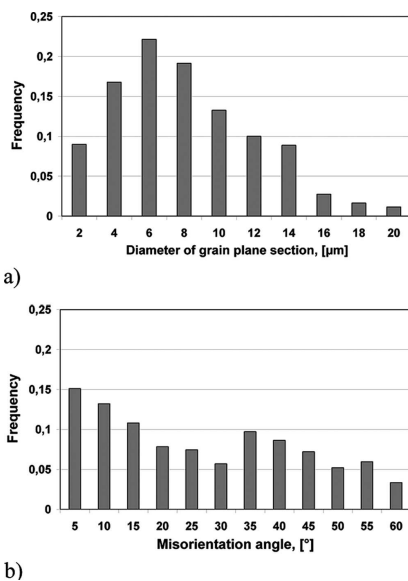 0,25
0,2
0,15
0,1
0,05
0
Frequency
2 4 6 8 10 12 14 16 18 20
Diameter of grain plane section, [µm]
a)
0,25
0,2
0,15
0,1
0,05
0
Frequency
5 10 15 20 25 30 35 40 45 50 55 60
Misorientation angle, [°]
b)